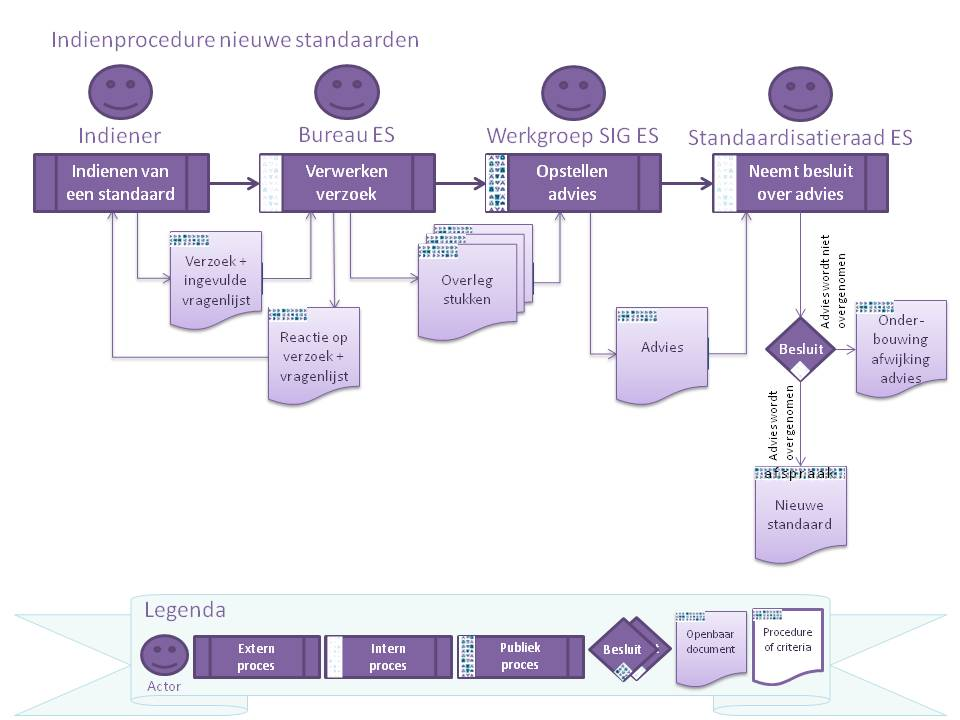 Indienprocedure nieuwe standaarden
Indiener
Bureau ES
Werkgroep SIG ES
Standaardisatieraad ES
Indienen van
een standaard
Verwerken
verzoek
Opstellen
advies
Neemt besluit
over advies
Verzoek +
ingevulde
vragenlijst
Reactie op
verzoek +
vragenlijst
Overleg
stukken
Advies
Advies wordt niet
overgenomen
Besluit
Onder-
bouwing
afwijking
advies
Advies wordt
overgenomen
afspraak
Nieuwe
standaard
Legenda
Actor
Extern
proces
Intern
proces
Publiek
proces
Besluit
Openbaar
document
Procedure
of criteria